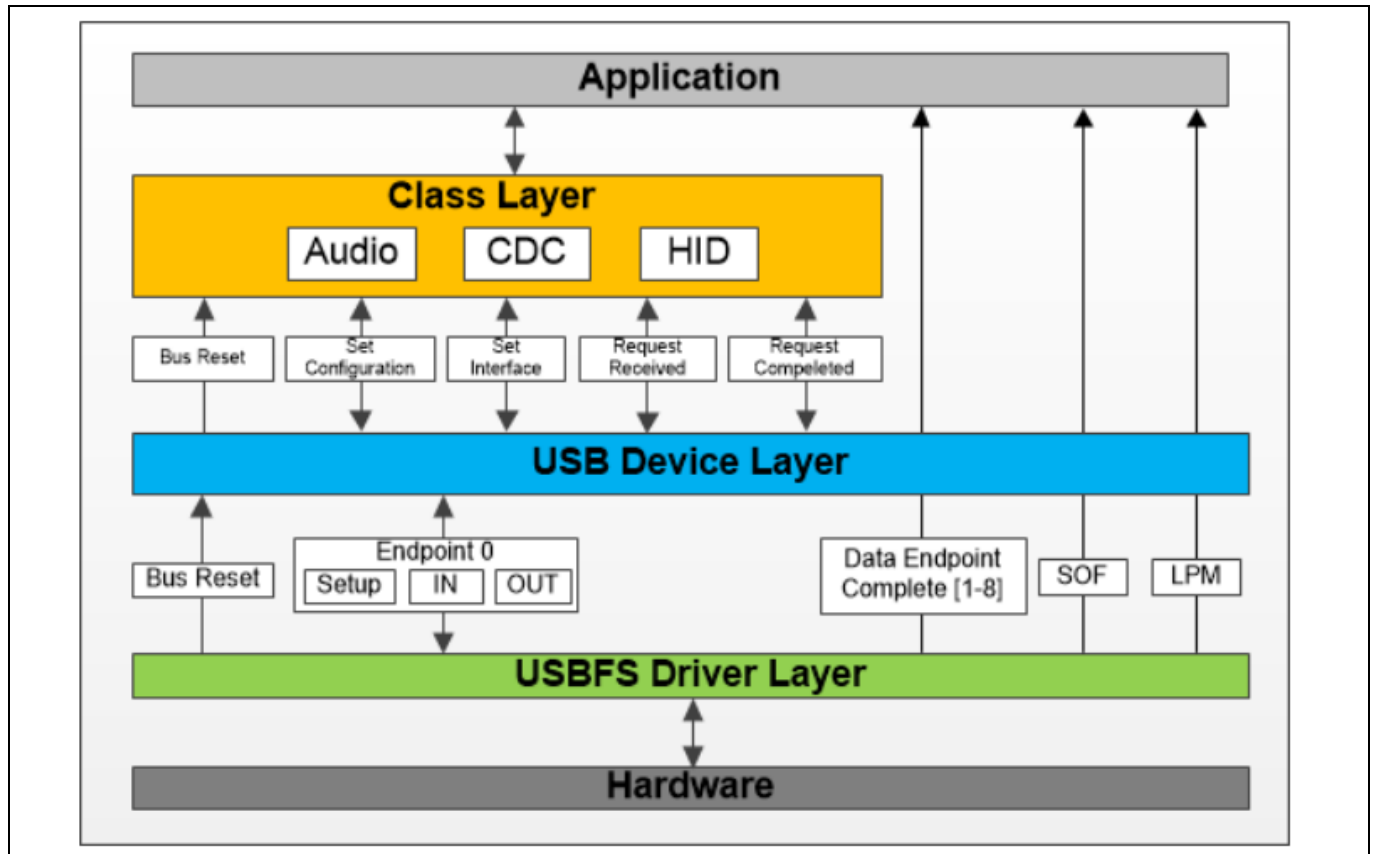 Application
Class Layer
Audio
CDC
HID
Bus Reset
Set
Configuration
Set
Interface
Request
Received
Request
Compeleted
USB Device Layer
Bus Reset
Endpoint 0
Setup
IN
OUT
Data Endpoint
Complete [1-8]
SOF
LPM
USBFS Driver Layer
Hardware